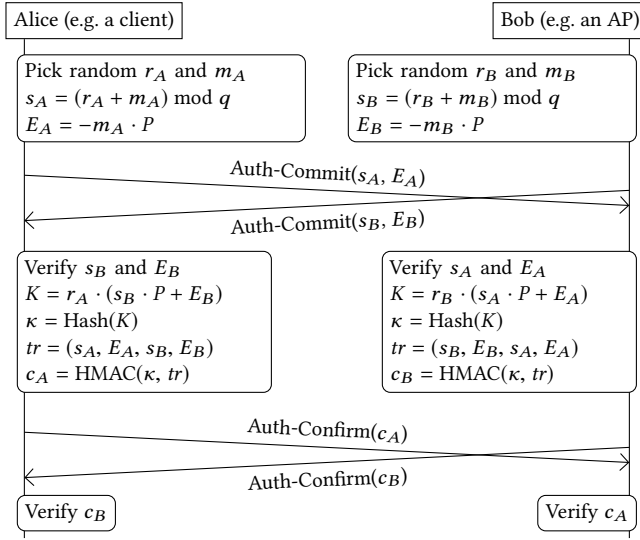 Alice (e.g. a client)
Bob (e.g. an AP)
Pick random r_A and m_A
s_A = (r_A + m_A) mod q
E_A = −m_A · P
Pick random r_B and m_B
s_B = (r_B + m_B) mod q
E_B = −m_B · P
Auth-Commit(s_A, E_A)
Auth-Commit(s_B, E_B)
Verify s_B and E_B
K = r_A · (s_B · P + E_B)
κ = Hash(K)
tr = (s_A, E_A, s_B, E_B)
c_A = HMAC(κ, tr)
Verify s_A and E_A
K = r_B · (s_A · P + E_A)
κ = Hash(K)
tr = (s_B, E_B, s_A, E_A)
c_B = HMAC(κ, tr)
Auth-Confirm(c_A)
Auth-Confirm(c_B)
Verify c_B
Verify c_A